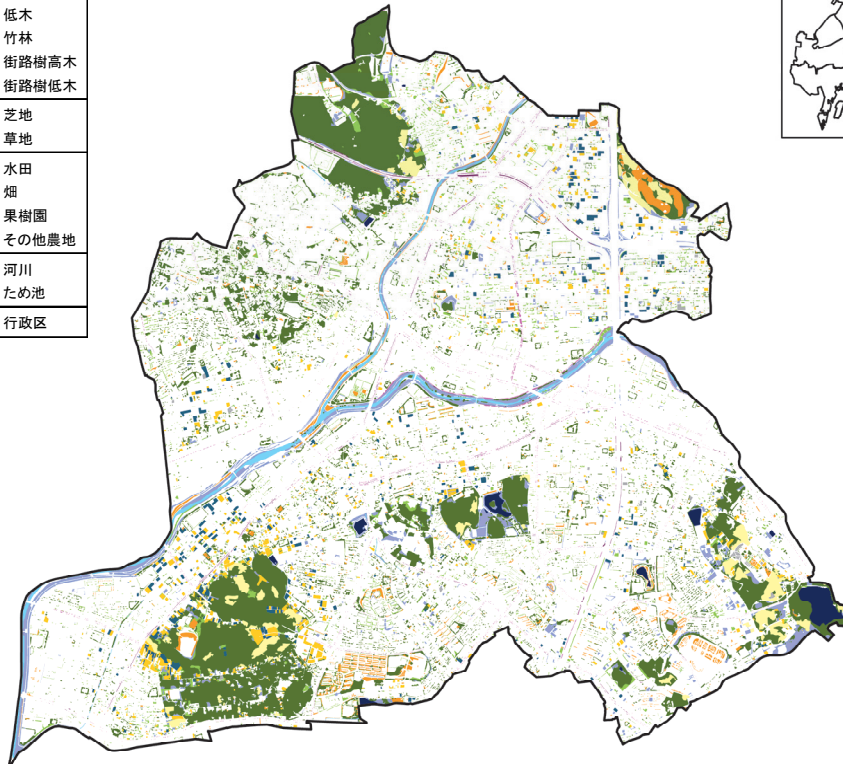 低木
竹林
街路樹高木
街路樹低木
芝地
草地
水田
畑
果樹園
その他農地
河川
ため池
行政区